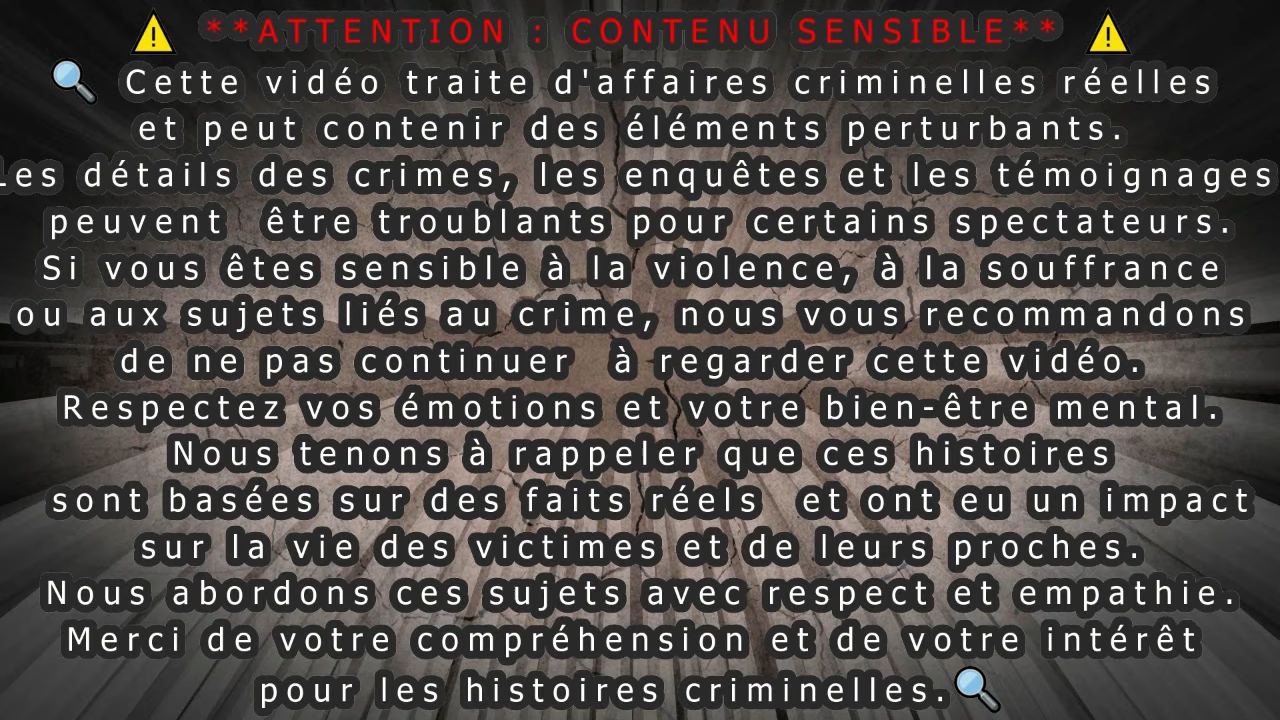 ⚠️ **ATTENTION : CONTENU SENSIBLE** ⚠️
🔍 Cette vidéo traite d'affaires criminelles réelles
et peut contenir des éléments perturbants.
Les détails des crimes, les enquêtes et les témoignages
peuvent être troublants pour certains spectateurs.
Si vous êtes sensible à la violence, à la souffrance
ou aux sujets liés au crime, nous vous recommandons
de ne pas continuer à regarder cette vidéo.
Respectez vos émotions et votre bien-être mental.
Nous tenons à rappeler que ces histoires
sont basées sur des faits réels et ont eu un impact
sur la vie des victimes et de leurs proches.
Nous abordons ces sujets avec respect et empathie.
Merci de votre compréhension et de votre intérêt
pour les histoires criminelles.🔍